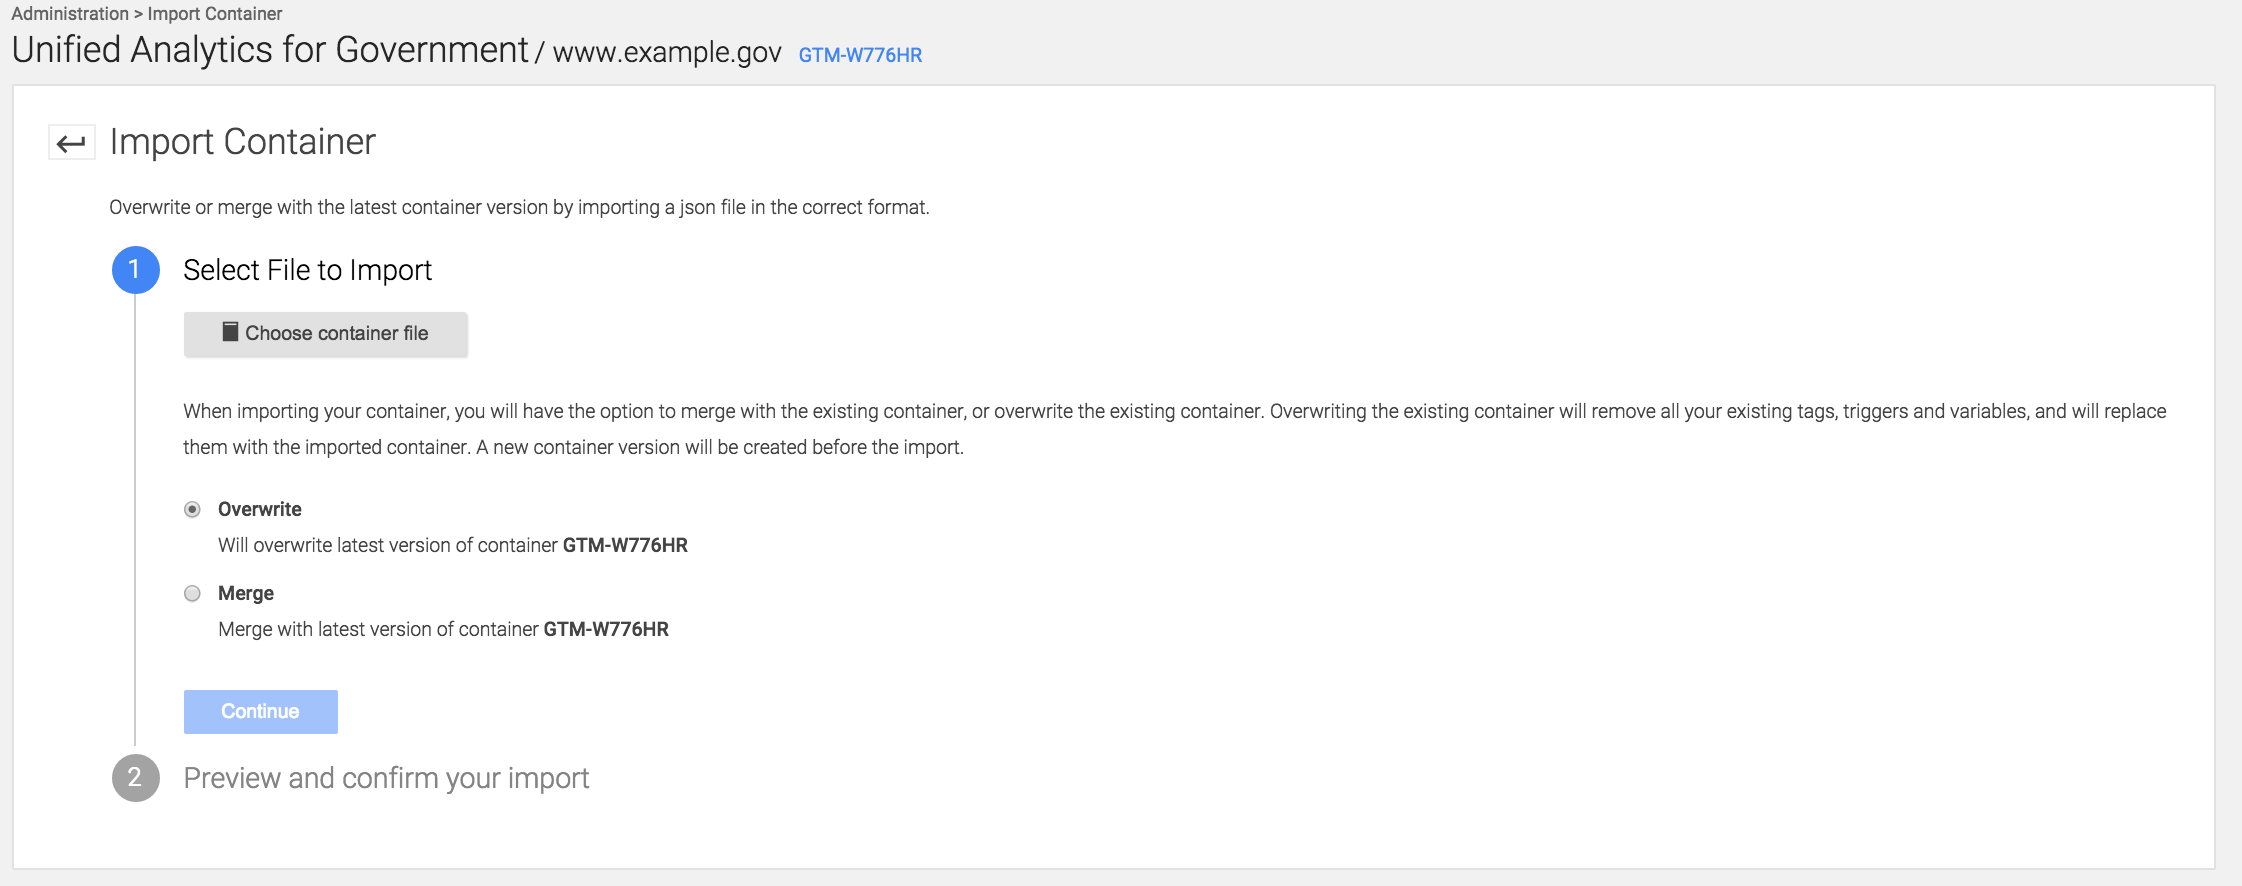 Administration > Import Container
Unified Analytics for Government / www.example.gov GTM-W776HR
Import Container
Overwrite or merge with the latest container version by importing a json file in the correct format.
1 Select File to Import
Choose container file
When importing your container, you will have the option to merge with the existing container, or overwrite the existing container. Overwriting the existing container will remove all your existing tags, triggers and variables, and will replace
them with the imported container. A new container version will be created before the import.
Overwrite
Will overwrite latest version of container GTM-W776HR
Merge
Merge with latest version of container GTM-W776HR
Continue
2 Preview and confirm your import